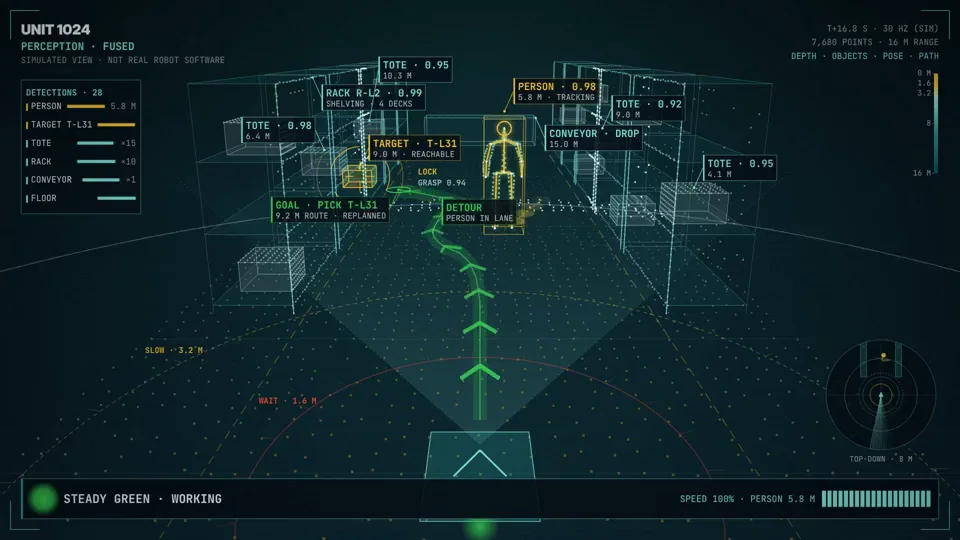 UNIT 1024
PERCEPTION · FUSED
SIMULATED VIEW · NOT REAL ROBOT SOFTWARE
T+16.8 S · 30 HZ (SIM)
7,680 POINTS · 16 M RANGE
DEPTH · OBJECTS · POSE · PATH
0 M
1.6
3.2
8
16 M
DETECTIONS · 28
PERSON 5.8 M
TARGET T-L31
TOTE ×15
RACK ×10
CONVEYOR ×1
FLOOR
TOTE · 0.95
10.3 M
RACK R-L2 · 0.99
SHELVING · 4 DECKS
PERSON · 0.98
5.8 M · TRACKING
TOTE · 0.92
9.0 M
TOTE · 0.98
6.4 M
CONVEYOR · DROP
15.0 M
TARGET · T-L31
9.0 M · REACHABLE
TOTE · 0.95
4.1 M
LOCK
GRASP 0.94
GOAL · PICK T-L31
9.2 M ROUTE · REPLANNED
DETOUR
PERSON IN LANE
SLOW · 3.2 M
WAIT · 1.6 M
TOP-DOWN · 8 M
STEADY GREEN · WORKING
SPEED 100% · PERSON 5.8 M